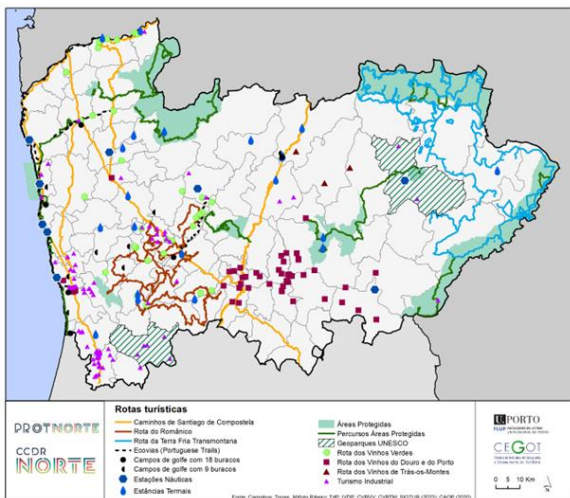 PROTNORTE
CCDR
NORTE
Rotas turísticas
Caminhos de Santiago de Compostela
Rota do Românico
Rota da Terra Fria Transmontana
Ecovias (Portuguese Trails)
Campos de golfe com 18 buracos
Campos de golfe com 9 buracos
Estações Náuticas
Estâncias Termais
Áreas Protegidas
Percursos Áreas Protegidas
Geoparques UNESCO
Rota dos Vinhos Verdes
Rota dos Vinhos do Douro e do Porto
Rota dos Vinhos de Trás-os-Montes
Turismo Industrial
U.PORTO
CEGOT
0 5 10 Km